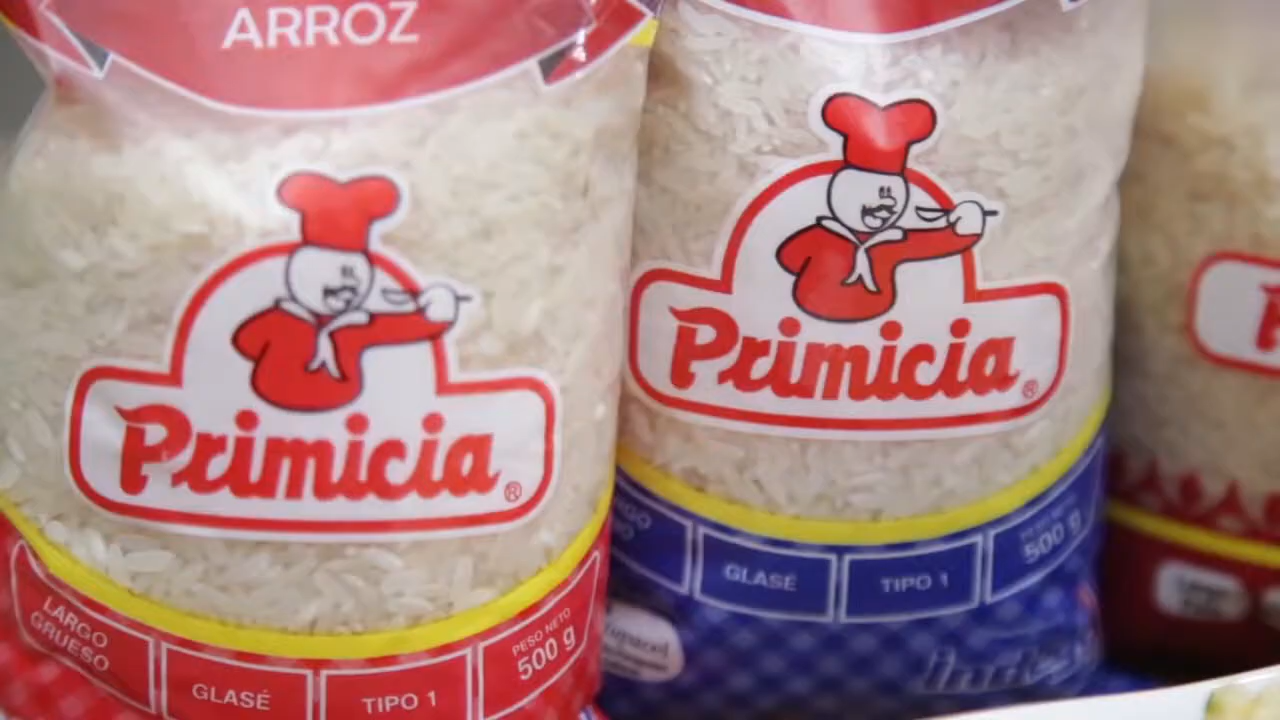 ARROZ
Primicia®
LARGO
GRUESO
GLASÉ
TIPO 1
PESO NETO
500 g
Primicia®
GLASÉ
TIPO 1
500 g